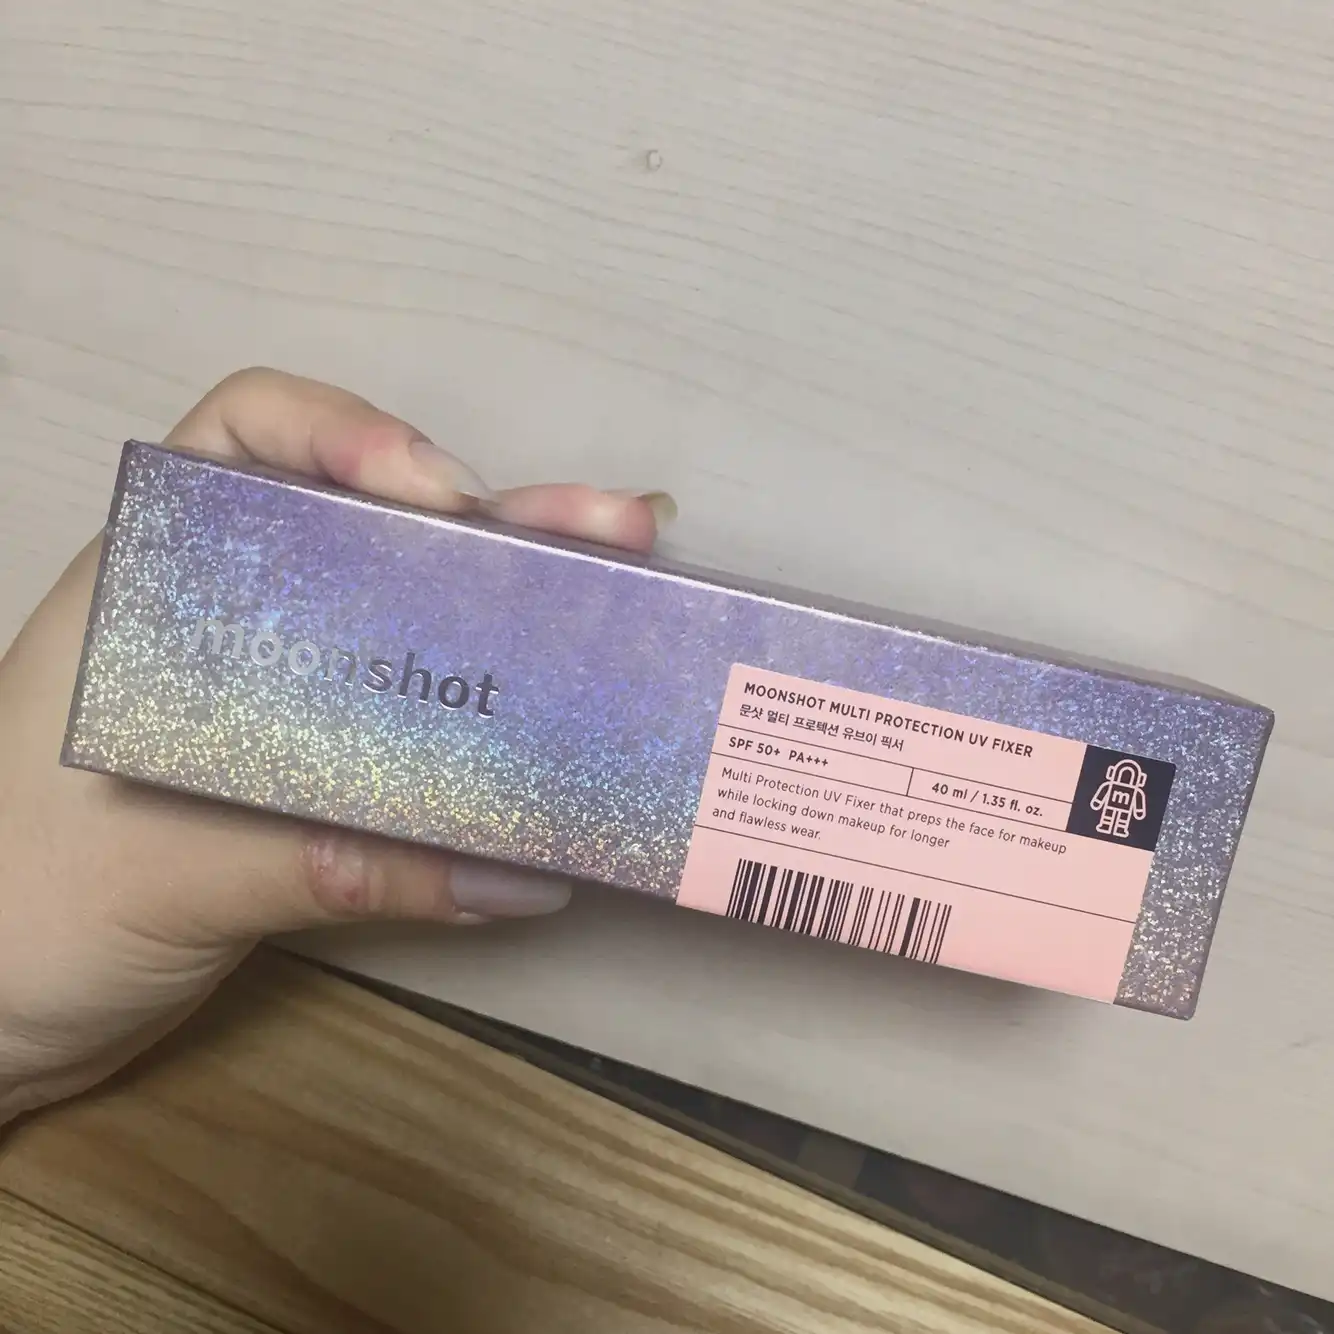 moonshot
MOONSHOT MULTI PROTECTION UV FIXER
문샷 멀티 프로텍션 유브이 픽서
SPF 50+ PA+++
40 ml / 1.35 fl. oz.
Multi Protection UV Fixer that preps the face for makeup
while locking down makeup for longer
and flawless wear.
m